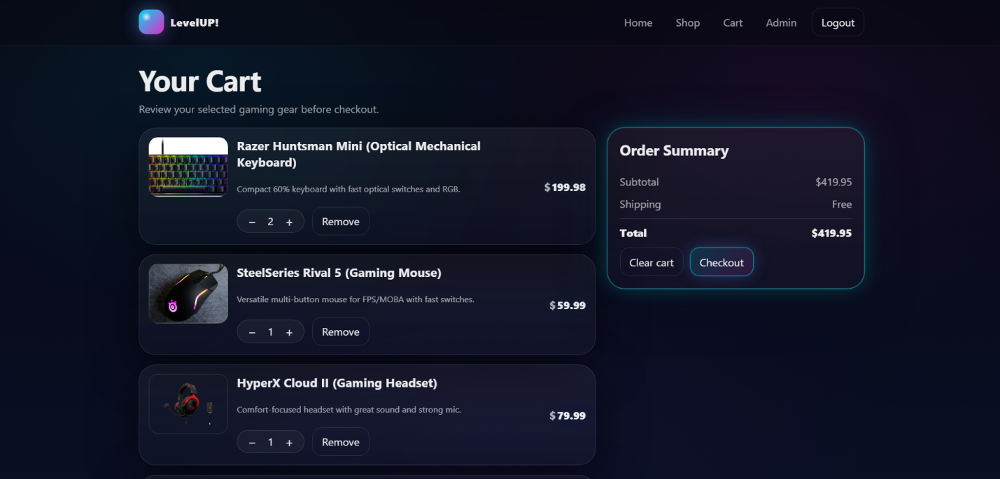 LevelUP!
Home Shop Cart Admin Logout
Your Cart
Review your selected gaming gear before checkout.
Razer Huntsman Mini (Optical Mechanical
Keyboard)
Compact 60% keyboard with fast optical switches and RGB.
$199.98
– 2 + Remove
SteelSeries Rival 5 (Gaming Mouse)
Versatile multi-button mouse for FPS/MOBA with fast switches.
$59.99
– 1 + Remove
HyperX Cloud II (Gaming Headset)
Comfort-focused headset with great sound and strong mic.
$79.99
– 1 + Remove
Order Summary
Subtotal $419.95
Shipping Free
Total $419.95
Clear cart Checkout